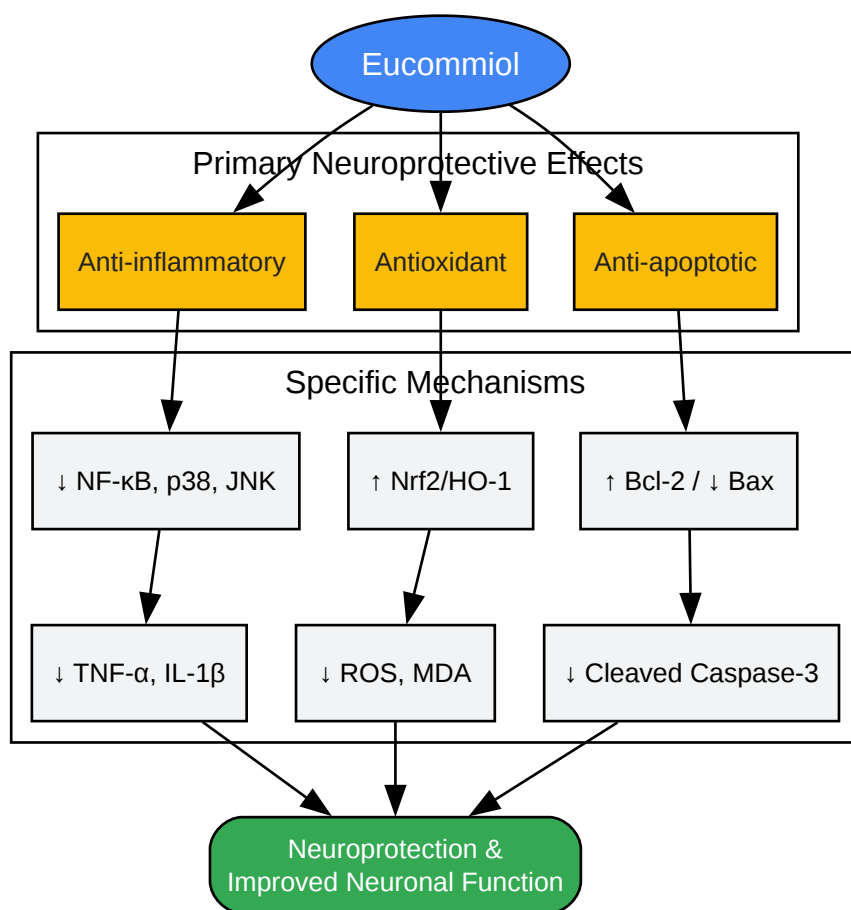 Eucommiol
Primary Neuroprotective Effects
Anti-inflammatory
Antioxidant
Anti-apoptotic
Specific Mechanisms
↓ NF-κB, p38, JNK
↑ Nrf2/HO-1
↑ Bcl-2 / ↓ Bax
↓ TNF-α, IL-1β
↓ ROS, MDA
↓ Cleaved Caspase-3
Neuroprotection &
Improved Neuronal Function